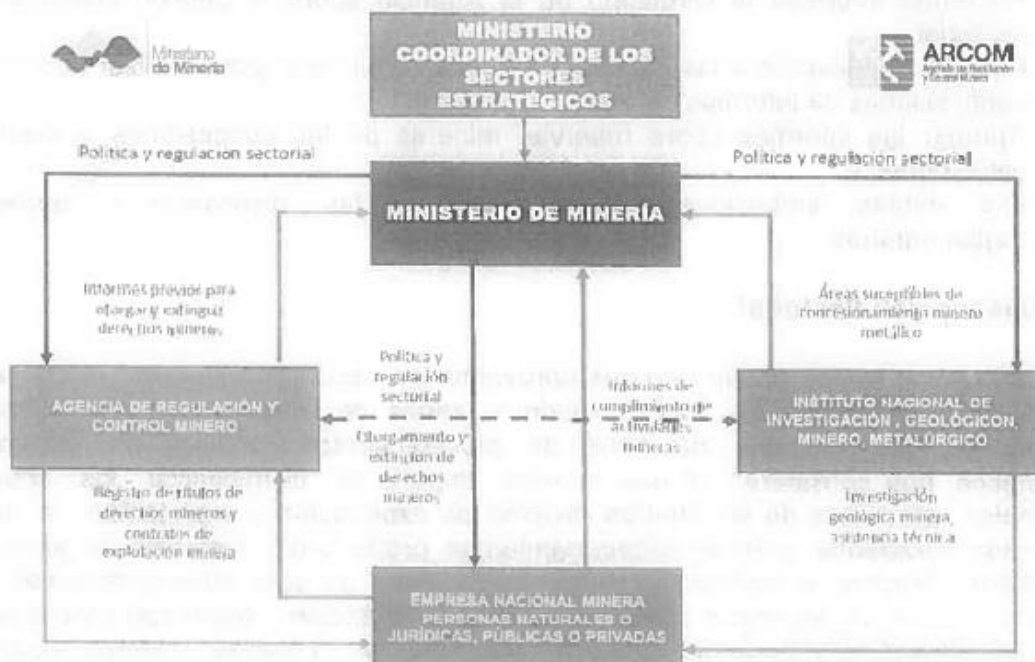 MINISTERIO
COORDINADOR DE LOS
SECTORES
ESTRATÉGICOS
Ministerio
de Minería
ARCOM
Política y regulación sectorial
Política y regulación sectorial
MINISTERIO DE MINERÍA
Informes previos para
otorgar y extinguir
derechos mineros
Áreas suceptibles de
concesionamiento minero
metálico
Política y
regulación
sectorial
Informes de
cumplimiento de
actividades
mineras
AGENCIA DE REGULACIÓN Y
CONTROL MINERO
INSTITUTO NACIONAL DE
INVESTIGACIÓN , GEOLÓGICON,
MINERO, METALÚRGICO
Otorgamiento y
extinción de
derechos
mineros
Registro de títulos de
derechos mineros y
contratos de
explotación minera
Investigación
geológica minera,
asistencia técnica
EMPRESA NACIONAL MINERA
PERSONAS NATURALES O
JURÍDICAS, PÚBLICAS O PRIVADAS